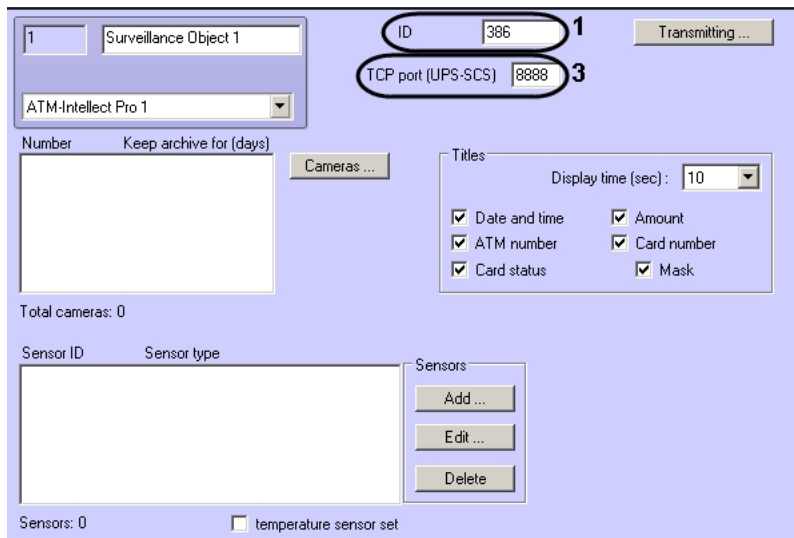 1 Surveillance Object 1 ID 386 1 Transmitting ...
TCP port (UPS-SCS) 8888 3
ATM-Intellect Pro 1
Number Keep archive for (days)
Cameras ...
Titles
Display time (sec) : 10
Date and time Amount
ATM number Card number
Card status Mask
Total cameras: 0
Sensor ID Sensor type
Sensors
Add ...
Edit ...
Delete
Sensors: 0 temperature sensor set